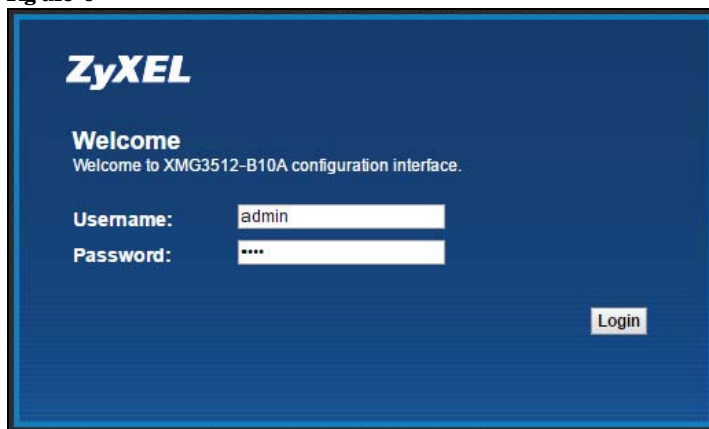 ZyXEL
Welcome
Welcome to XMG3512-B10A configuration interface.
Username: admin
Password: ••••
Login